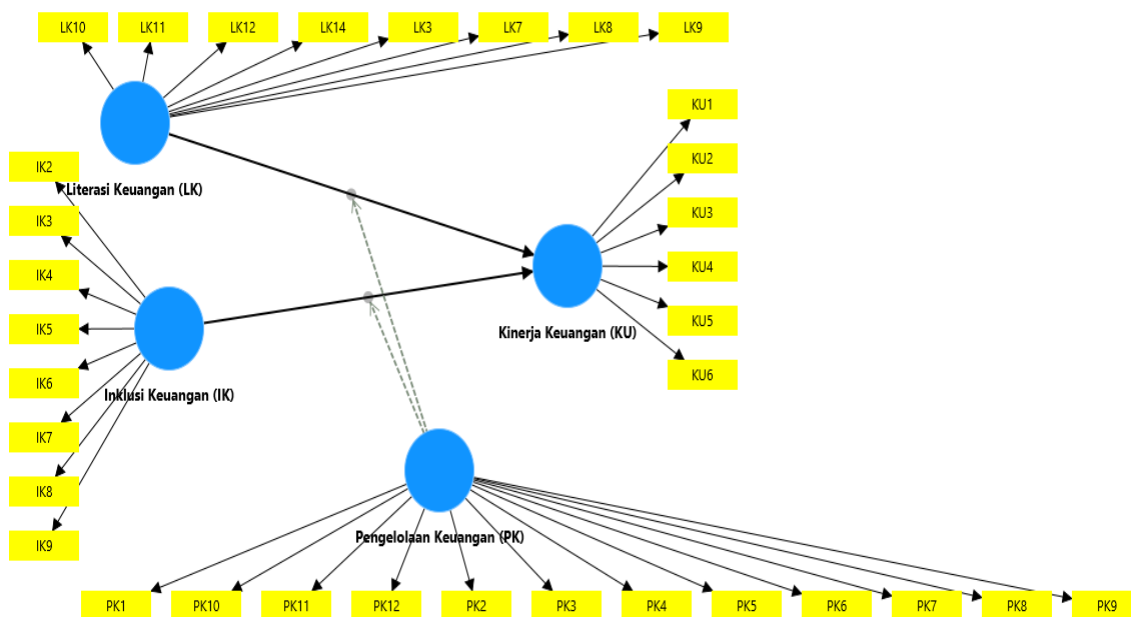 LK10
LK11
LK12
LK14
LK3
LK7
LK8
LK9
Literasi Keuangan (LK)
IK2
IK3
IK4
IK5
IK6
IK7
IK8
IK9
Inklusi Keuangan (IK)
KU1
KU2
KU3
KU4
KU5
KU6
Kinerja Keuangan (KU)
Pengelolaan Keuangan (PK)
PK1
PK10
PK11
PK12
PK2
PK3
PK4
PK5
PK6
PK7
PK8
PK9